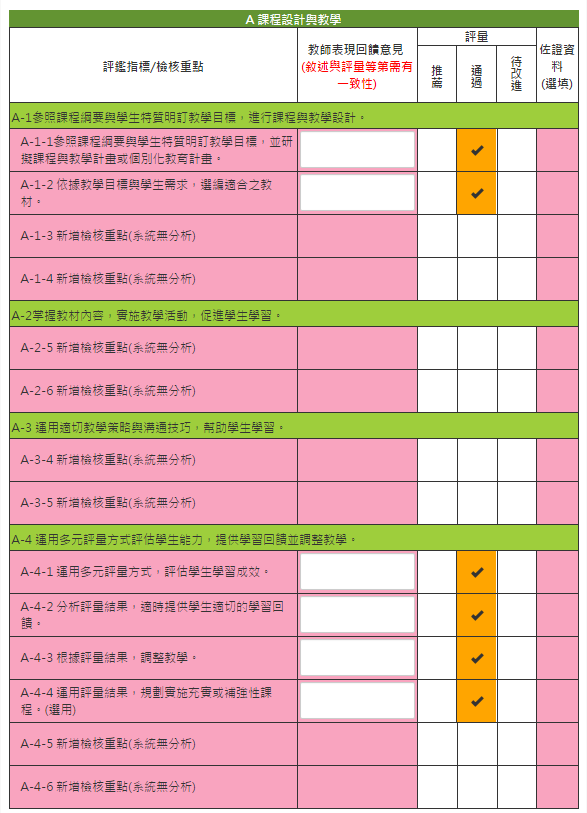 A 課程設計與教學
評鑑指標/檢核重點
教師表現回饋意見
(敘述與評量等第需有
一致性)
評量
推薦
通過
待改進
佐證資
料
(選填)
A-1參照課程綱要與學生特質明訂教學目標，進行課程與教學設計。
A-1-1參照課程綱要與學生特質明訂教學目標，並研
擬課程與教學計畫或個別化教育計畫。
A-1-2 依據教學目標與學生需求，選編適合之教
材。
A-1-3 新增檢核重點(系統無分析)
A-1-4 新增檢核重點(系統無分析)
A-2掌握教材內容，實施教學活動，促進學生學習。
A-2-5 新增檢核重點(系統無分析)
A-2-6 新增檢核重點(系統無分析)
A-3 運用適切教學策略與溝通技巧，幫助學生學習。
A-3-4 新增檢核重點(系統無分析)
A-3-5 新增檢核重點(系統無分析)
A-4 運用多元評量方式評估學生能力，提供學習回饋並調整教學。
A-4-1 運用多元評量方式，評估學生學習成效。
A-4-2 分析評量結果，適時提供學生適切的學習回
饋。
A-4-3 根據評量結果，調整教學。
A-4-4 運用評量結果，規劃實施充實或補強性課
程。(選用)
A-4-5 新增檢核重點(系統無分析)
A-4-6 新增檢核重點(系統無分析)